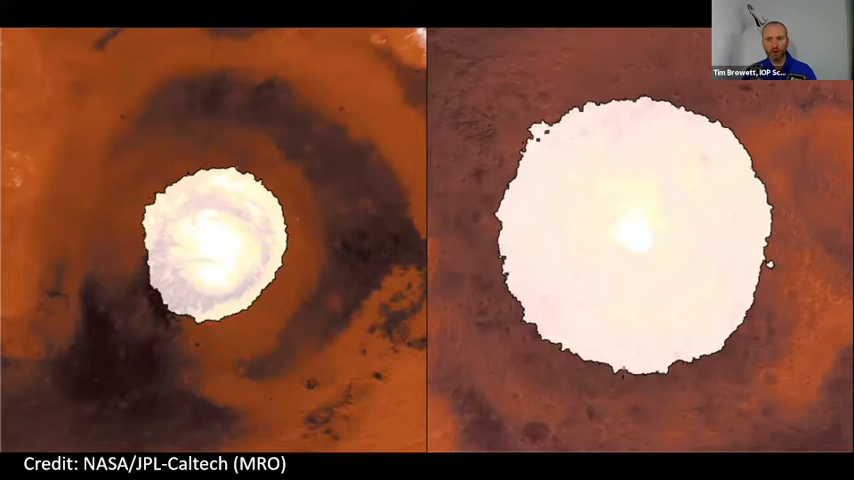 Tim Browett, IOP Sc...
Credit: NASA/JPL-Caltech (MRO)